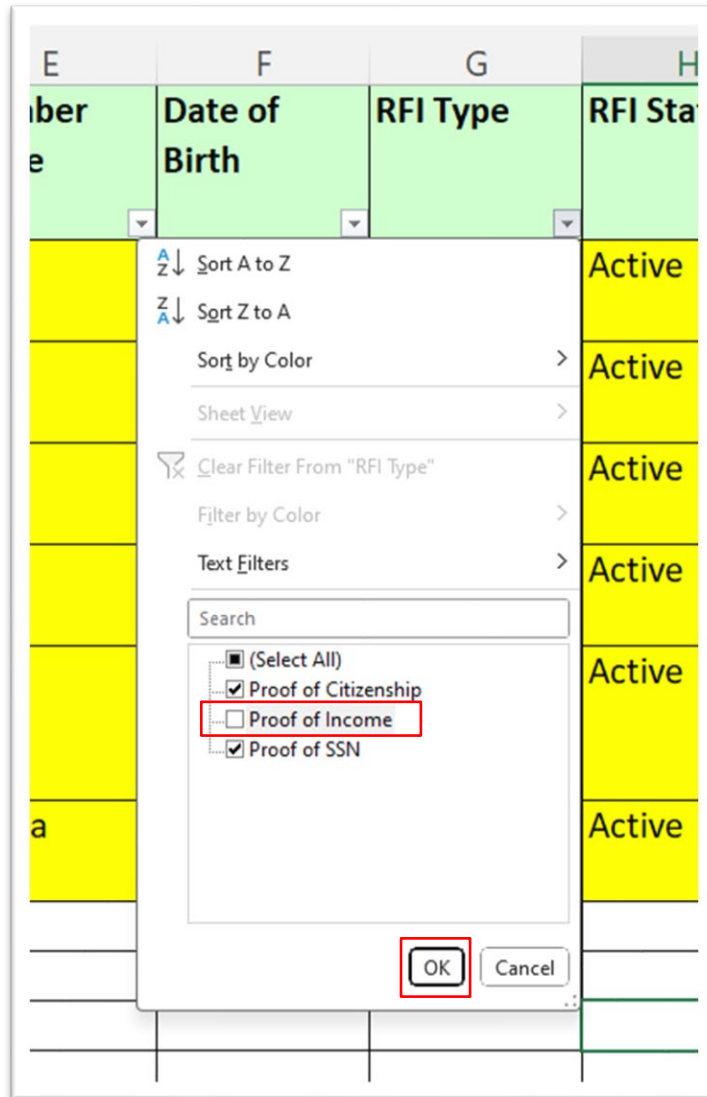 E F G H
ber Date of RFI Type RFI Sta
e Birth
Sort A to Z
Sort Z to A
Sort by Color
Sheet View
Clear Filter From "RFI Type"
Filter by Color
Text Filters
Search
(Select All)
Proof of Citizenship
Proof of Income
Proof of SSN
OK Cancel
Active
Active
Active
Active
Active
a Active